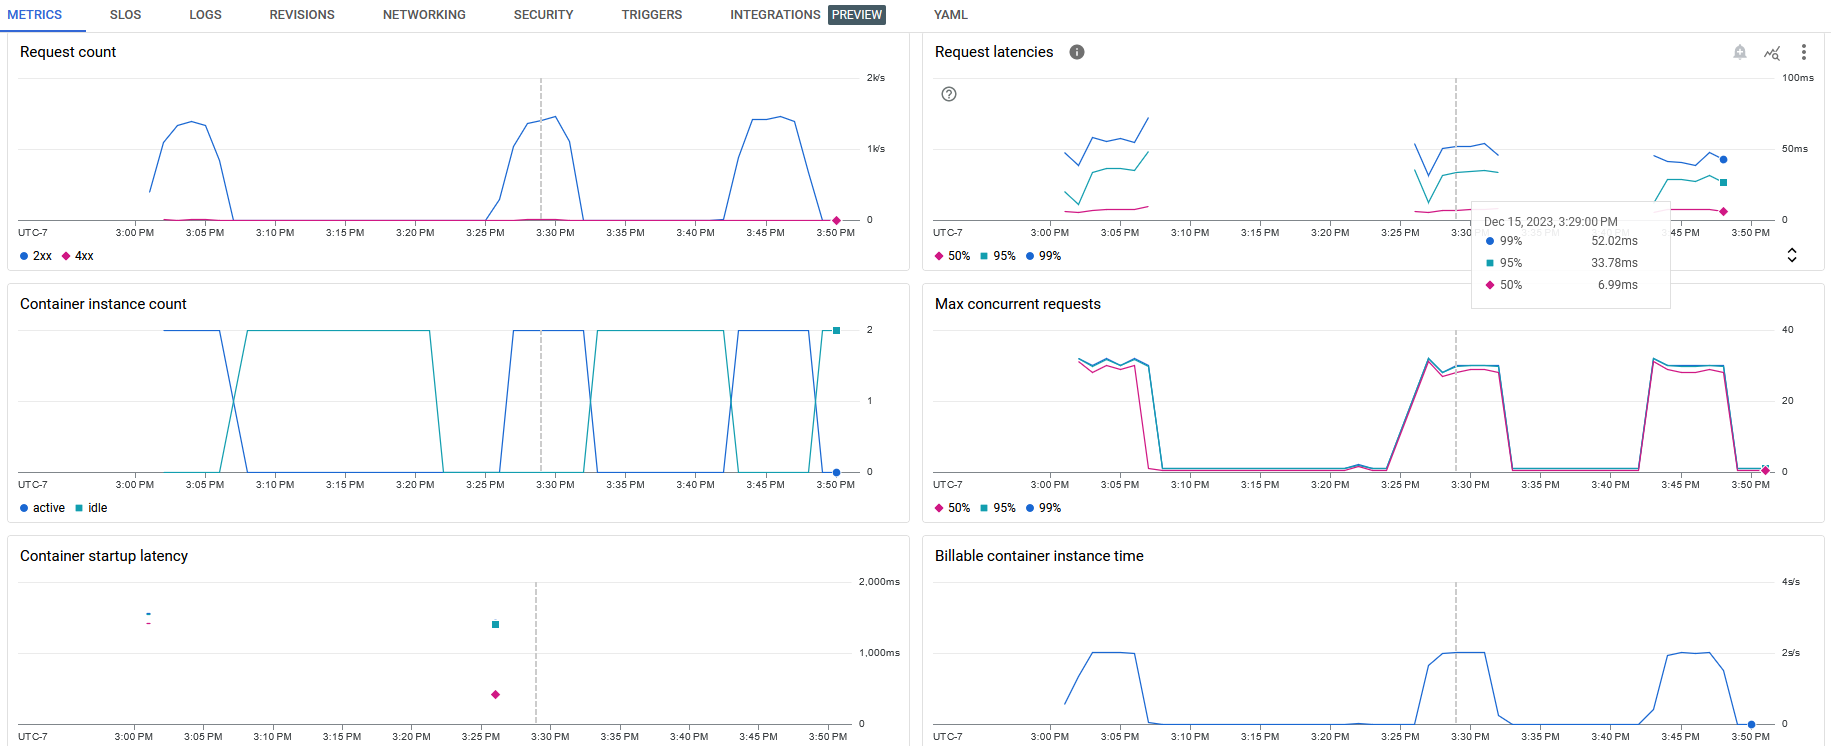 METRICS SLOS LOGS REVISIONS NETWORKING SECURITY TRIGGERS INTEGRATIONS PREVIEW YAML
Request count
2k/s
1k/s
0
UTC-7 3:00 PM 3:05 PM 3:10 PM 3:15 PM 3:20 PM 3:25 PM 3:30 PM 3:35 PM 3:40 PM 3:45 PM 3:50 PM
2xx 4xx
Request latencies
100ms
50ms
0
UTC-7 3:00 PM 3:05 PM 3:10 PM 3:15 PM 3:20 PM 3:25 PM 3:30 PM 3:35 PM 3:40 PM 3:45 PM 3:50 PM
50% 95% 99%
Dec 15, 2023, 3:29:00 PM
99% 52.02ms
95% 33.78ms
50% 6.99ms
Container instance count
2
1
0
UTC-7 3:00 PM 3:05 PM 3:10 PM 3:15 PM 3:20 PM 3:25 PM 3:30 PM 3:35 PM 3:40 PM 3:45 PM 3:50 PM
active idle
Max concurrent requests
40
20
0
UTC-7 3:00 PM 3:05 PM 3:10 PM 3:15 PM 3:20 PM 3:25 PM 3:30 PM 3:35 PM 3:40 PM 3:45 PM 3:50 PM
50% 95% 99%
Container startup latency
2,000ms
1,000ms
0
UTC-7 3:00 PM 3:05 PM 3:10 PM 3:15 PM 3:20 PM 3:25 PM 3:30 PM 3:35 PM 3:40 PM 3:45 PM 3:50 PM
Billable container instance time
4s/s
2s/s
0
UTC-7 3:00 PM 3:05 PM 3:10 PM 3:15 PM 3:20 PM 3:25 PM 3:30 PM 3:35 PM 3:40 PM 3:45 PM 3:50 PM